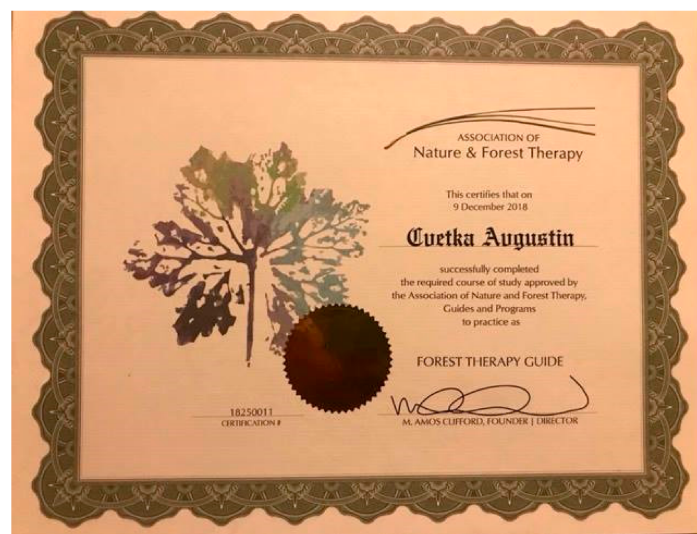 ASSOCIATION OF
Nature & Forest Therapy
This certifies that on
9 December 2018
Cvetka Avguštin
successfully completed
the required course of study approved by
the Association of Nature and Forest Therapy,
Guides and Programs
to practice as
FOREST THERAPY GUIDE
18250011
CERTIFICATION #
M. AMOS CLIFFORD, FOUNDER | DIRECTOR